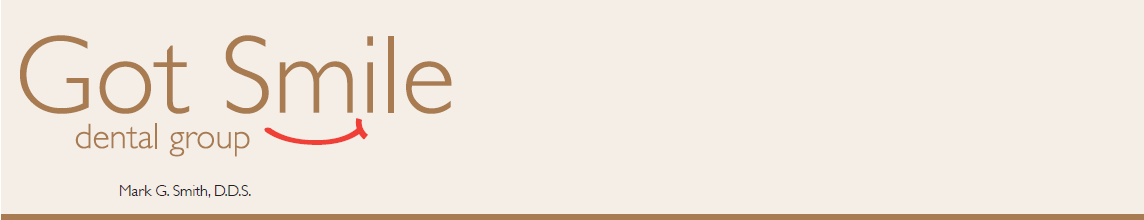 Got Smile
dental group
Mark G. Smith, D.D.S.